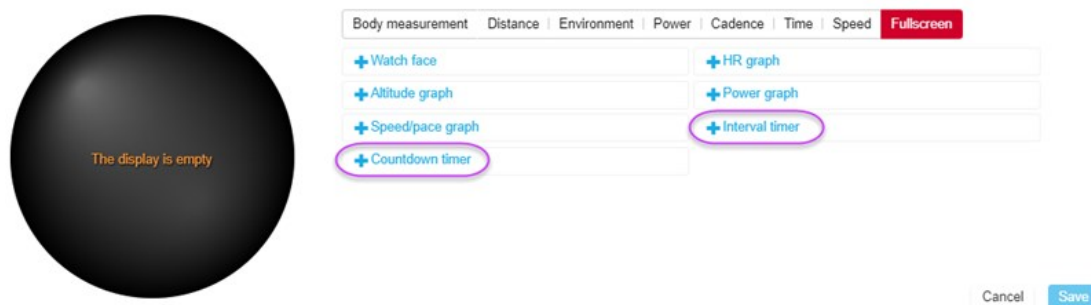 Body measurement Distance Environment Power Cadence Time Speed Fullscreen
Watch face HR graph
Altitude graph Power graph
Speed/pace graph Interval timer
The display is empty Countdown timer
Cancel Save